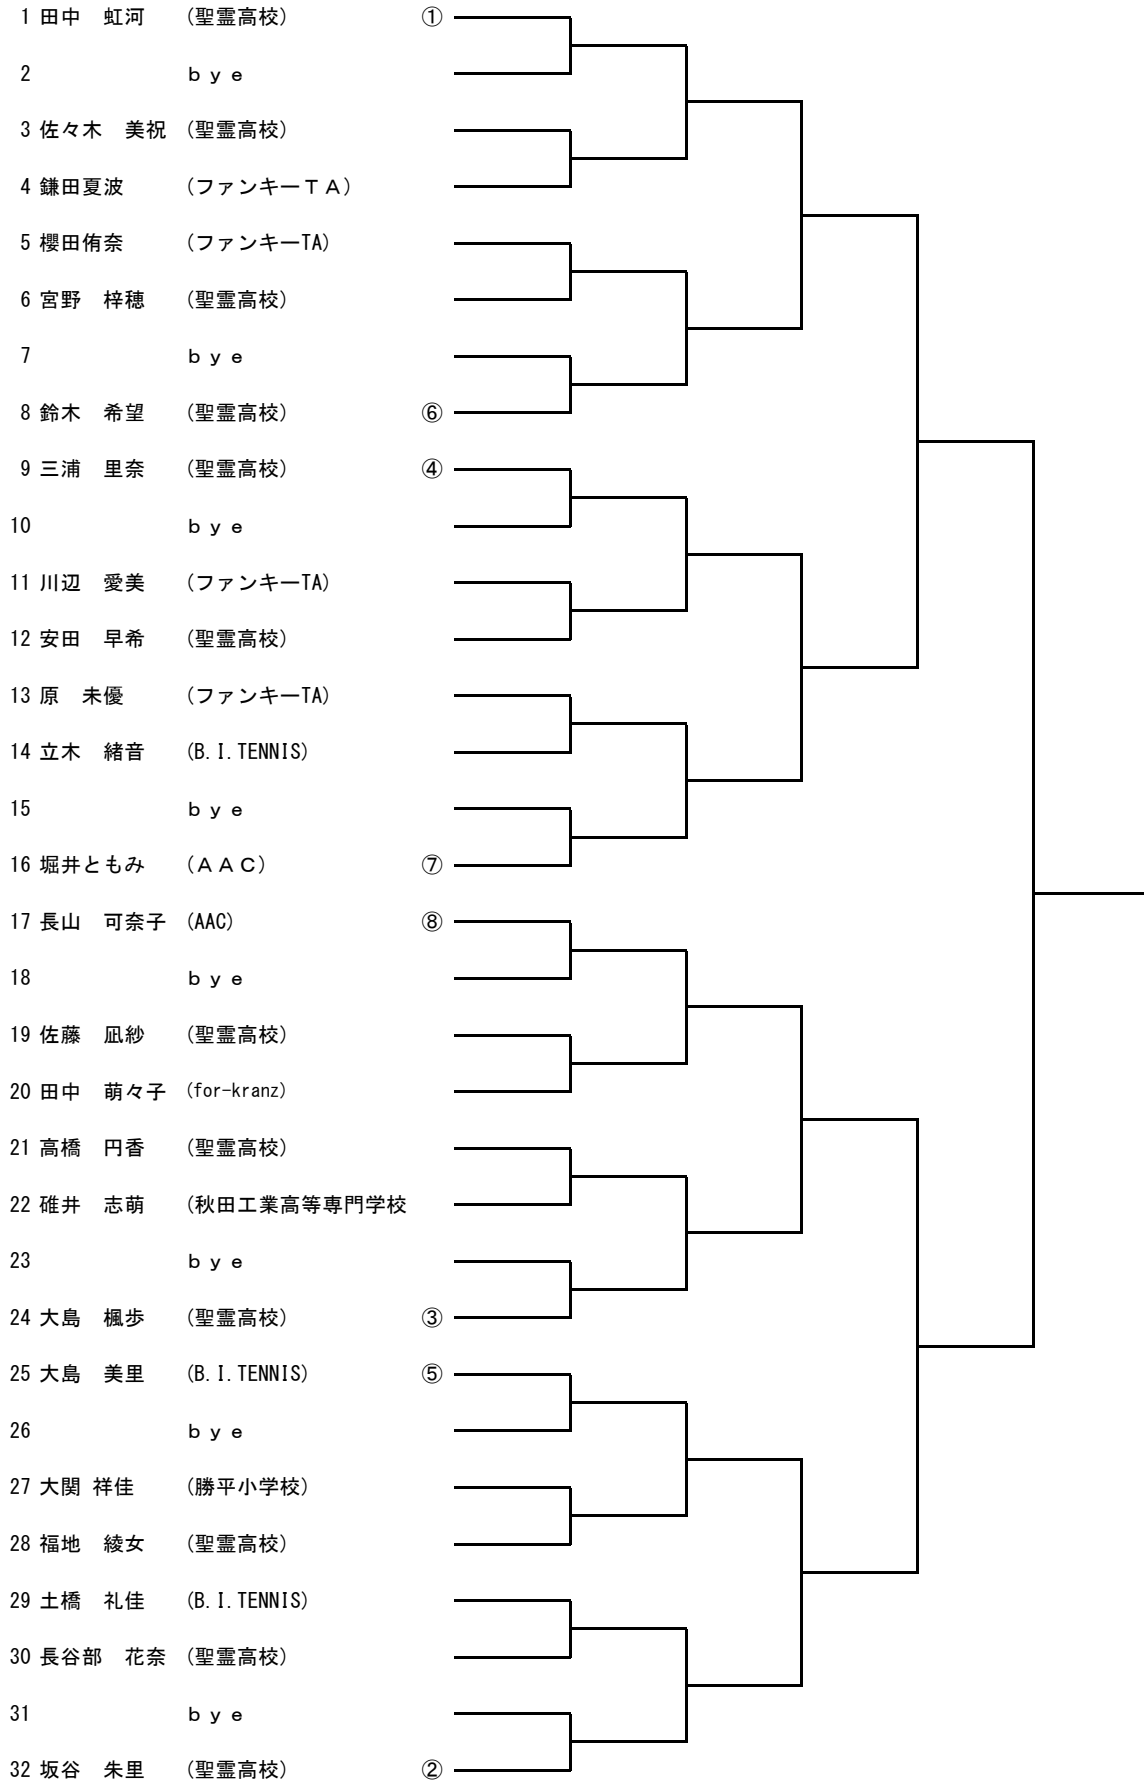 1 田中　虹河　(聖霊高校)　①
2　ｂｙｅ
3 佐々木　美祝　(聖霊高校)
4 鎌田夏波　(ファンキーＴＡ)
5 櫻田侑奈　(ファンキーTA)
6 宮野　梓穂　(聖霊高校)
7　ｂｙｅ
8 鈴木　希望　(聖霊高校)　⑥
9 三浦　里奈　(聖霊高校)　④
10　ｂｙｅ
11 川辺　愛美　(ファンキーTA)
12 安田　早希　(聖霊高校)
13 原　未優　(ファンキーTA)
14 立木　緒音　(B.I.TENNIS)
15　ｂｙｅ
16 堀井ともみ　(ＡＡＣ)　⑦
17 長山　可奈子　(AAC)　⑧
18　ｂｙｅ
19 佐藤　凪紗　(聖霊高校)
20 田中　萌々子　(for-kranz)
21 高橋　円香　(聖霊高校)
22 碓井　志萌　(秋田工業高等専門学校
23　ｂｙｅ
24 大島　楓歩　(聖霊高校)　③
25 大島　美里　(B.I.TENNIS)　⑤
26　ｂｙｅ
27 大関 祥佳　(勝平小学校)
28 福地　綾女　(聖霊高校)
29 土橋　礼佳　(B.I.TENNIS)
30 長谷部　花奈　(聖霊高校)
31　ｂｙｅ
32 坂谷　朱里　(聖霊高校)　②